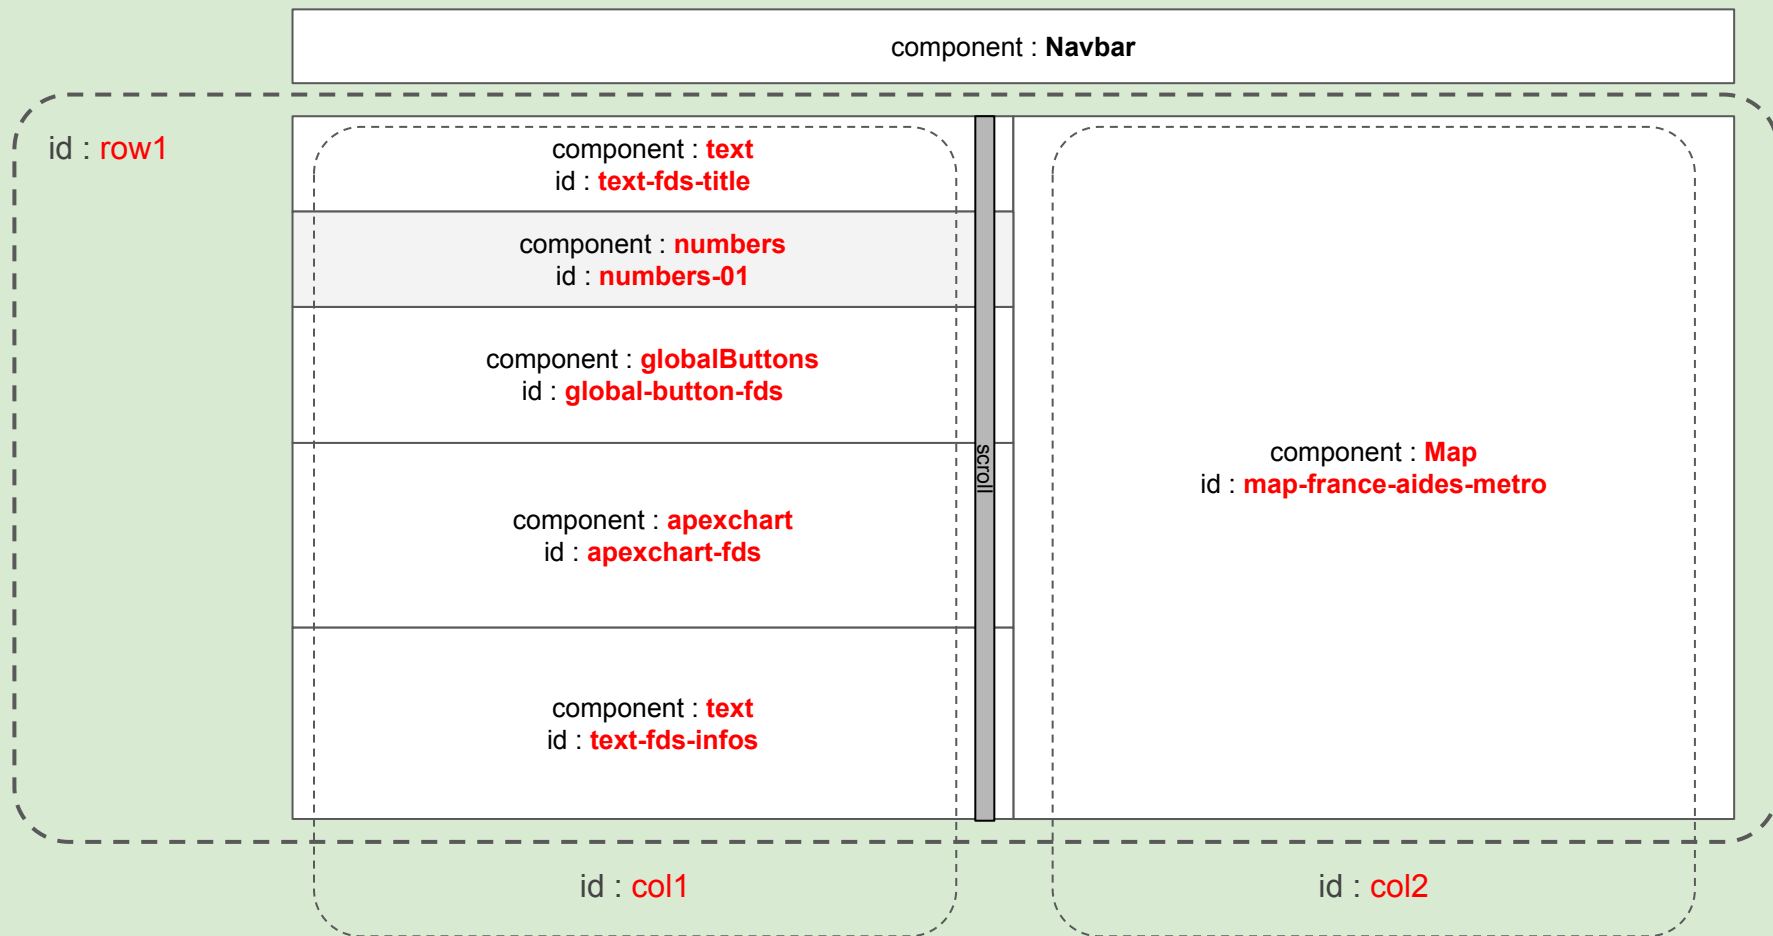 component : Navbar
id : row1
component : text
id : text-fds-title
component : numbers
id : numbers-01
component : globalButtons
id : global-button-fds
component : apexchart
id : apexchart-fds
component : text
id : text-fds-infos
scroll
component : Map
id : map-france-aides-metro
id : col1
id : col2